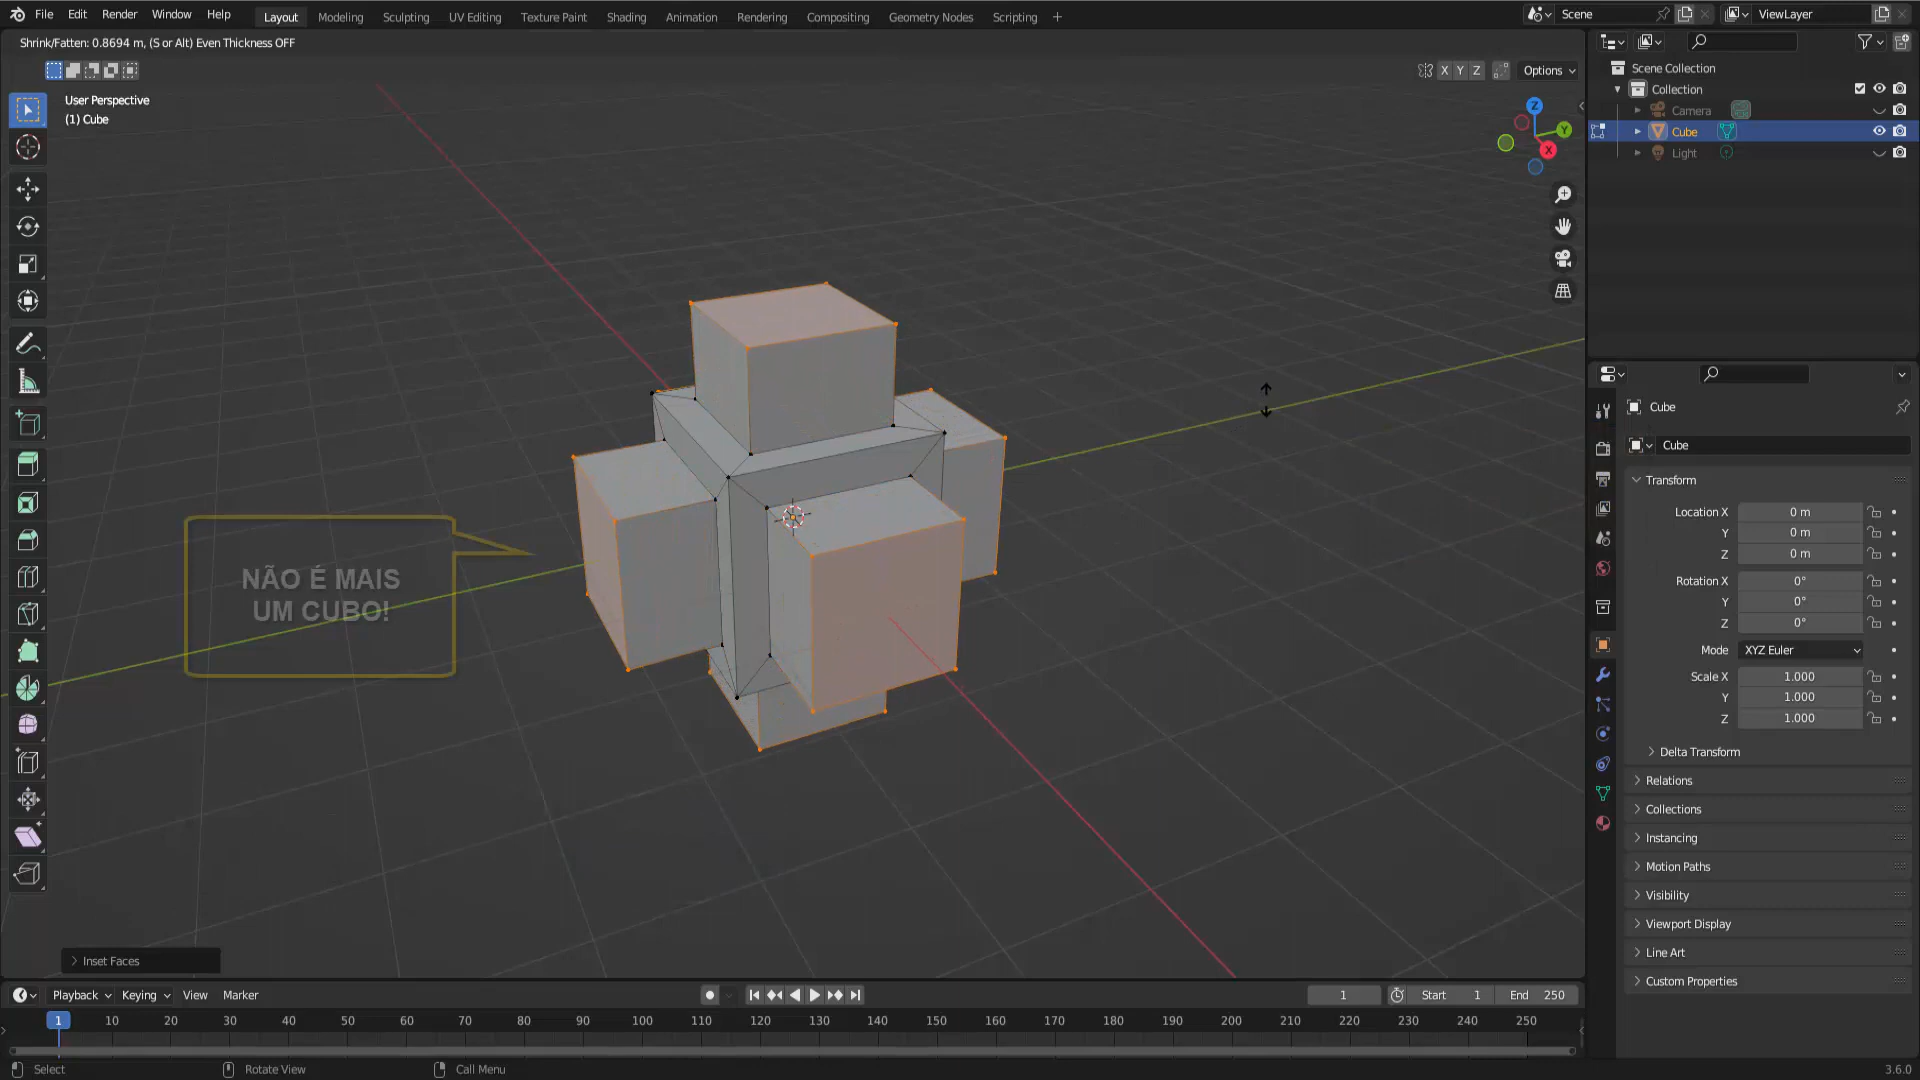 File Edit Render Window Help Layout Modeling Sculpting UV Editing Texture Paint Shading Animation Rendering Compositing Geometry Nodes Scripting + Scene ViewLayer
Shrink/Fatten: 0.8694 m, (S or Alt) Even Thickness OFF
X Y Z Options
User Perspective
(1) Cube
Z
Y
X
NÃO É MAIS
UM CUBO!
Inset Faces
Scene Collection
Collection
Camera
Cube
Light
Cube
Cube
Transform
Location X 0 m
Y 0 m
Z 0 m
Rotation X 0°
Y 0°
Z 0°
Mode XYZ Euler
Scale X 1.000
Y 1.000
Z 1.000
Delta Transform
Relations
Collections
Instancing
Motion Paths
Visibility
Viewport Display
Line Art
Custom Properties
Playback Keying View Marker 1 Start 1 End 250
1 10 20 30 40 50 60 70 80 90 100 110 120 130 140 150 160 170 180 190 200 210 220 230 240 250
Select Rotate View Call Menu 3.6.0